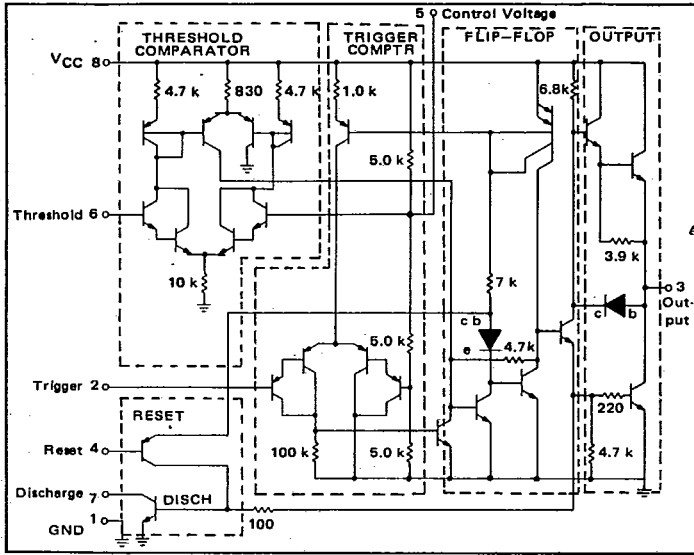 5 Control Voltage
THRESHOLD
COMPARATOR
TRIGGER
COMPTR
FLIP-FLOP
OUTPUT
VCC 8
4.7 k
830
4.7 k
1.0 k
6.8k
5.0 k
Threshold 6
3.9 k
10 k
7 k
3
Out-
put
c b
c
b
5.0 k
4.7 k
e
Trigger 2
220
RESET
Reset 4
100 k
5.0 k
4.7 k
Discharge
7
DISCH
1
GND
100